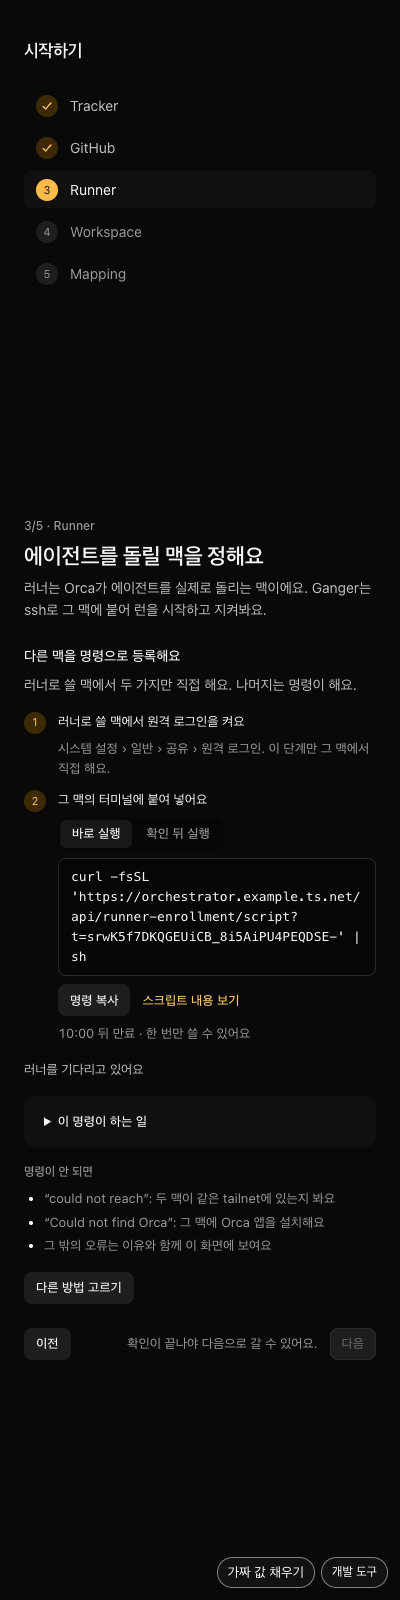 시작하기
Tracker
GitHub
3 Runner
4 Workspace
5 Mapping
3/5 · Runner
에이전트를 돌릴 맥을 정해요
러너는 Orca가 에이전트를 실제로 돌리는 맥이에요. Ganger는
ssh로 그 맥에 붙어 런을 시작하고 지켜봐요.
다른 맥을 명령으로 등록해요
러너로 쓸 맥에서 두 가지만 직접 해요. 나머지는 명령이 해요.
1 러너로 쓸 맥에서 원격 로그인을 켜요
시스템 설정 › 일반 › 공유 › 원격 로그인. 이 단계만 그 맥에서
직접 해요.
2 그 맥의 터미널에 붙여 넣어요
바로 실행 확인 뒤 실행
curl -fsSL
'https://orchestrator.example.ts.net/
api/runner-enrollment/script?
t=srwK5f7DKQGEUiCB_8i5AiPU4PEQDSE-' |
sh
명령 복사 스크립트 내용 보기
10:00 뒤 만료 · 한 번만 쓸 수 있어요
러너를 기다리고 있어요
▶ 이 명령이 하는 일
명령이 안 되면
• “could not reach”: 두 맥이 같은 tailnet에 있는지 봐요
• “Could not find Orca”: 그 맥에 Orca 앱을 설치해요
• 그 밖의 오류는 이유와 함께 이 화면에 보여요
다른 방법 고르기
이전 확인이 끝나야 다음으로 갈 수 있어요. 다음
가짜 값 채우기 개발 도구